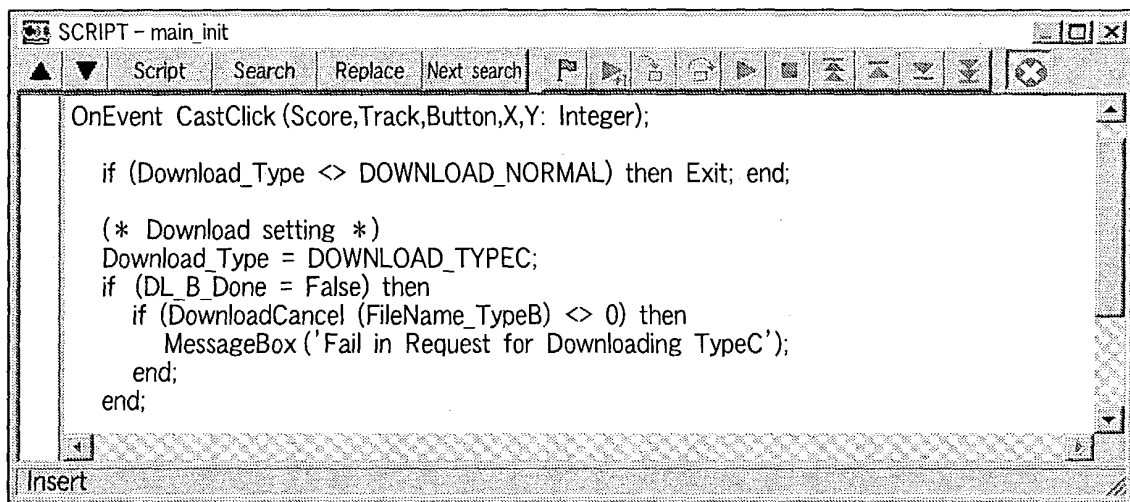 SCRIPT – main_init
Script Search Replace Next search
OnEvent CastClick (Score,Track,Button,X,Y: Integer);
if (Download_Type <> DOWNLOAD_NORMAL) then Exit; end;
(* Download setting *)
Download_Type = DOWNLOAD_TYPEC;
if (DL_B_Done = False) then
if (DownloadCancel (FileName_TypeB) <> 0) then
MessageBox ('Fail in Request for Downloading TypeC');
end;
end;
Insert